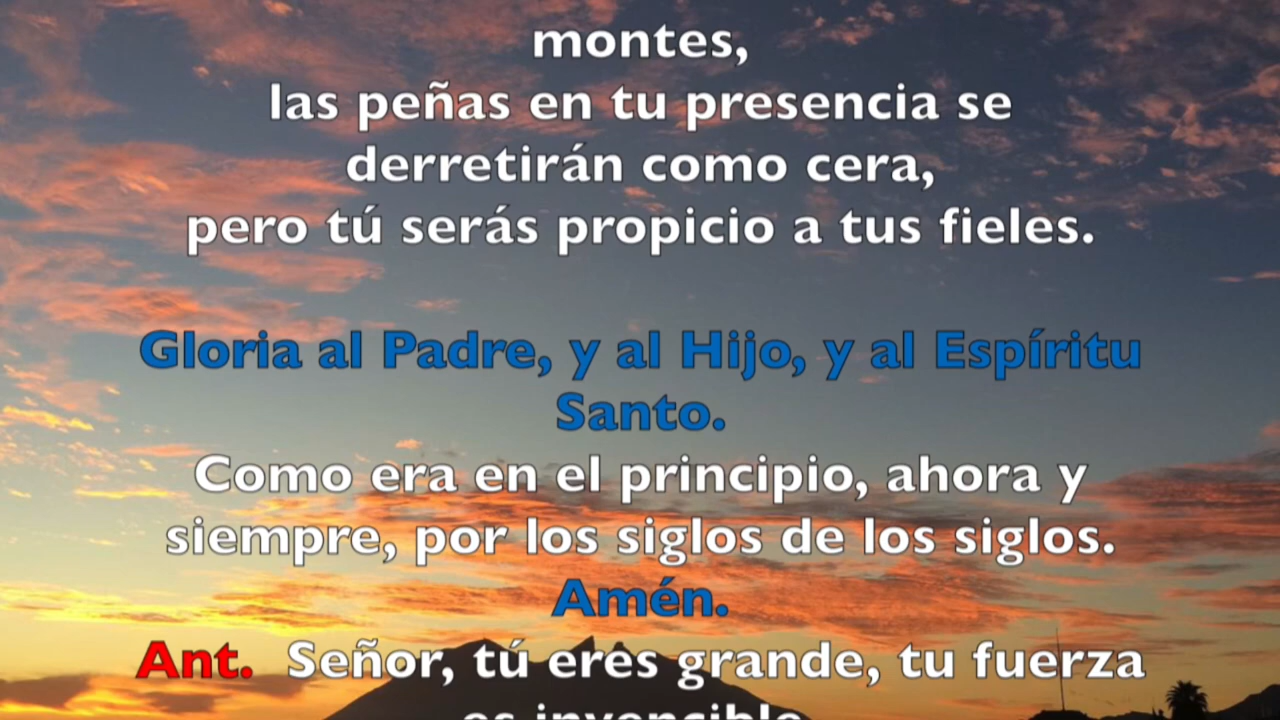 montes,
las peñas en tu presencia se
derretirán como cera,
pero tú serás propicio a tus fieles.
Gloria al Padre, y al Hijo, y al Espíritu
Santo.
Como era en el principio, ahora y
siempre, por los siglos de los siglos.
Amén.
Ant. Señor, tú eres grande, tu fuerza
es invencible